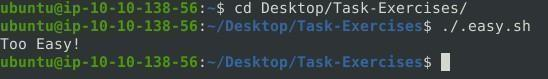 ubuntu@ip-10-10-138-56:~$ cd Desktop/Task-Exercises/
ubuntu@ip-10-10-138-56:~/Desktop/Task-Exercises$ ./.easy.sh
Too Easy!
ubuntu@ip-10-10-138-56:~/Desktop/Task-Exercises$